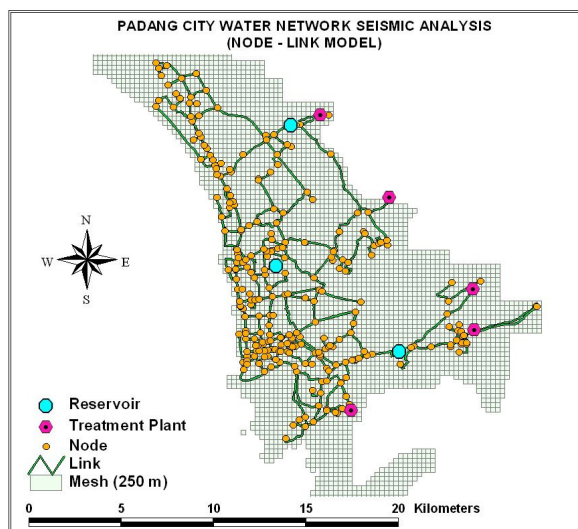 PADANG CITY WATER NETWORK SEISMIC ANALYSIS
(NODE - LINK MODEL)
N
W E
S
Reservoir
Treatment Plant
Node
Link
Mesh (250 m)
0 5 10 15 20 Kilometers